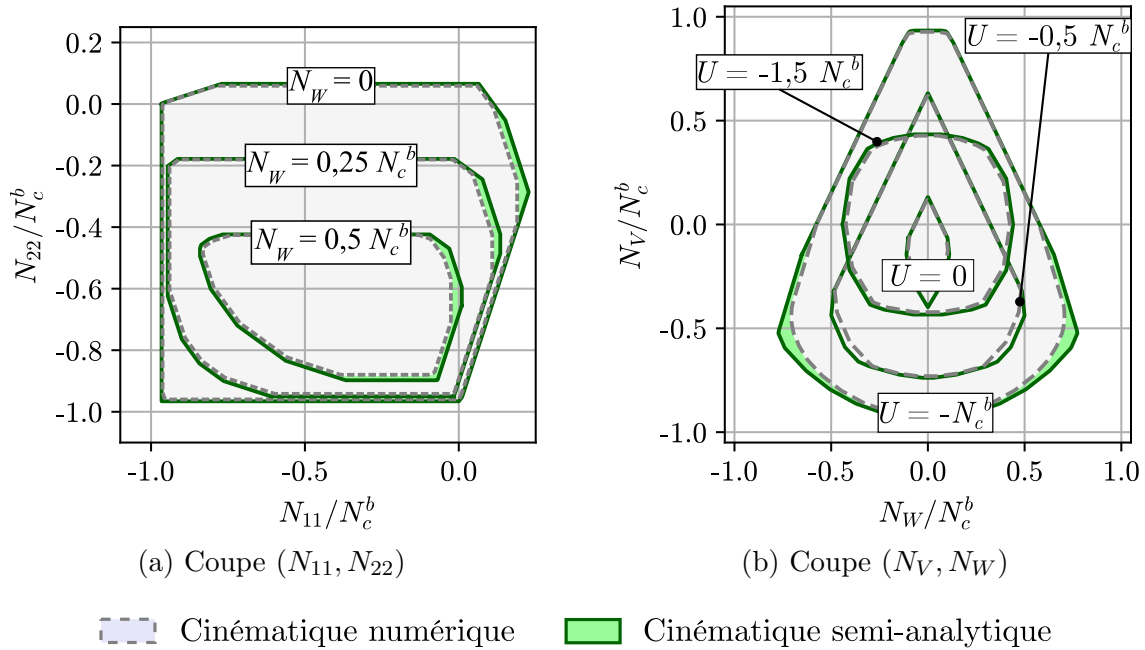 0.2
0.0
-0.2
-0.4
-0.6
-0.8
-1.0
N_22/N_c^b
N_W = 0
N_W = 0,25 N_c^b
N_W = 0,5 N_c^b
-1.0 -0.5 0.0
N_11/N_c^b
(a) Coupe (N_11, N_22)
1.0
0.5
0.0
-0.5
-1.0
N_V/N_c^b
U = -0,5 N_c^b
U = -1,5 N_c^b
U = 0
U = -N_c^b
-1.0 -0.5 0.0 0.5 1.0
N_W/N_c^b
(b) Coupe (N_V, N_W)
Cinématique numérique
Cinématique semi-analytique